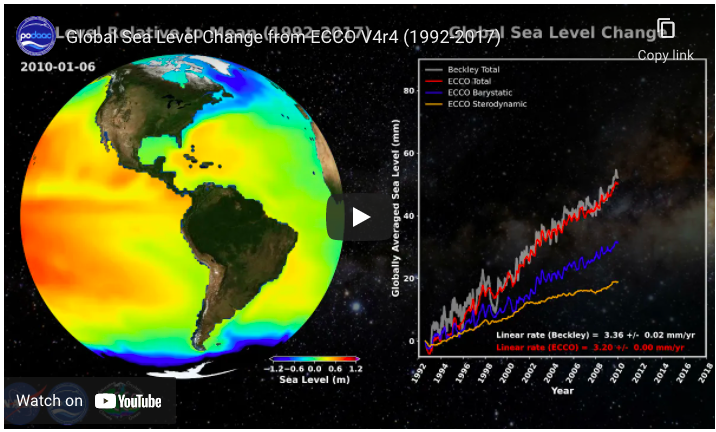 Level Relative to Mean (1992-2017)
Global Sea Level Change
podaac
Global Sea Level Change from ECCO V4r4 (1992-2017)
Copy link
2010-01-06
Beckley Total
ECCO Total
ECCO Barystatic
ECCO Sterodynamic
Globally Averaged Sea Level (mm)
80
60
40
20
0
Linear rate (Beckley) = 3.36 +/- 0.02 mm/yr
Linear rate (ECCO) = 3.20 +/- 0.00 mm/yr
1992
1994
1996
1998
2000
2002
2004
2006
2008
2010
2012
2014
2016
2018
Year
−1.2−0.6 0.0 0.6 1.2
Sea Level (m)
Watch on YouTube